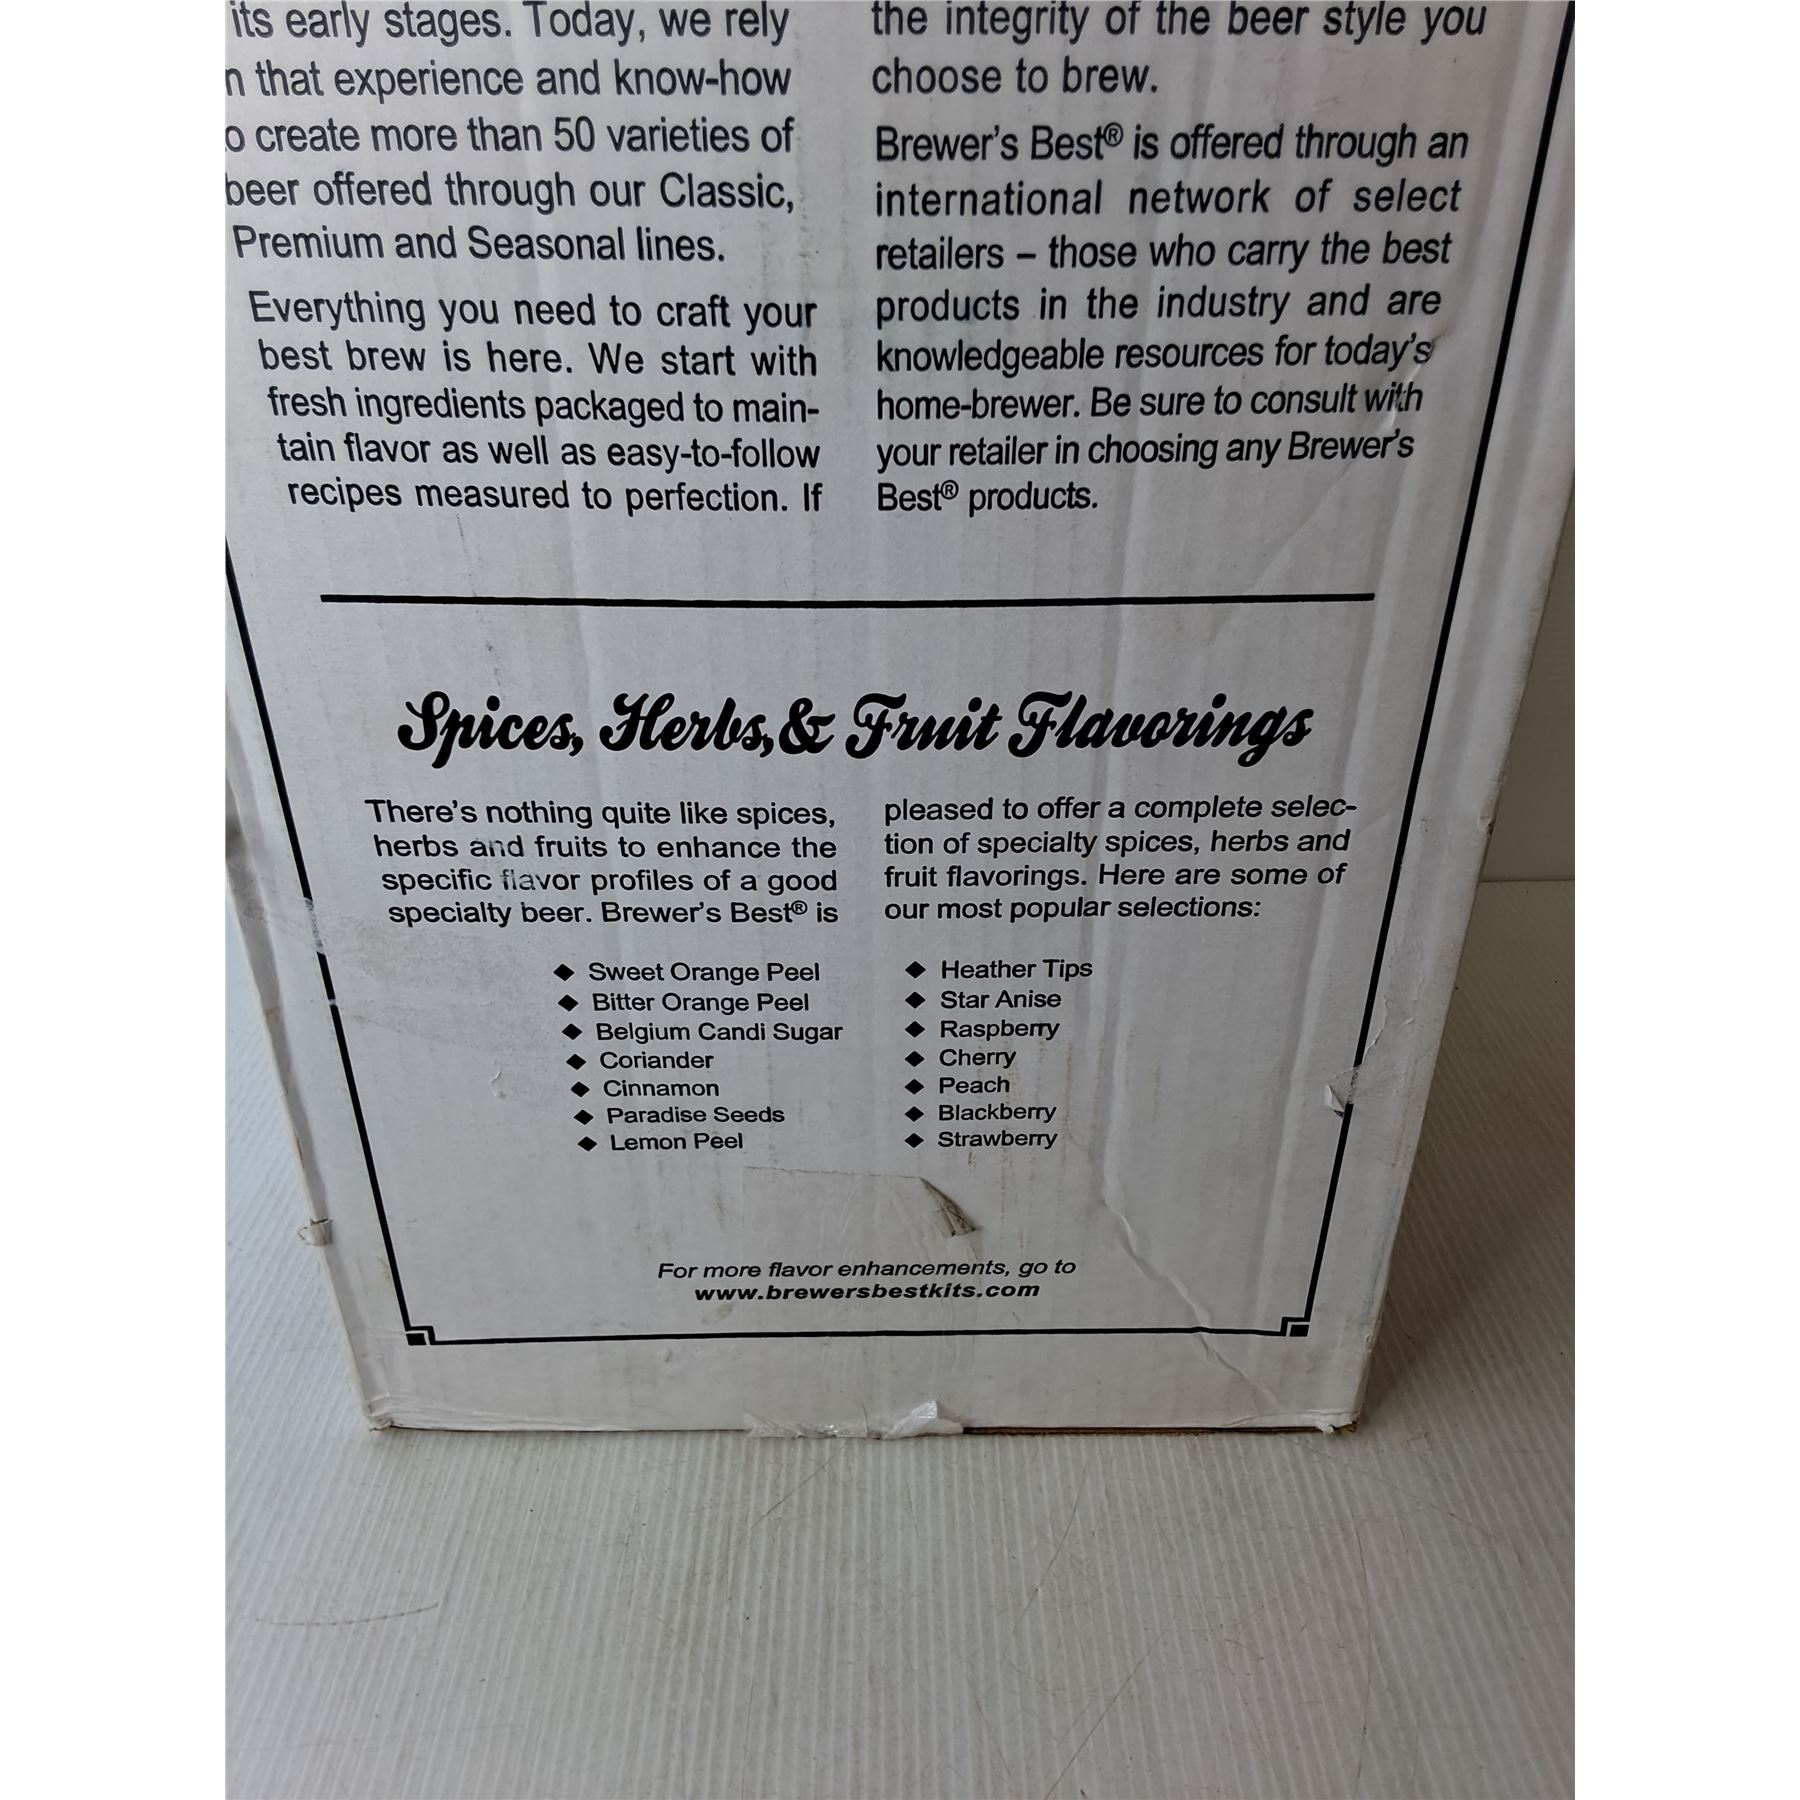 its early stages. Today, we rely
n that experience and know-how
o create more than 50 varieties of
beer offered through our Classic,
Premium and Seasonal lines.
Everything you need to craft your
best brew is here. We start with
fresh ingredients packaged to main-
tain flavor as well as easy-to-follow
recipes measured to perfection. If
the integrity of the beer style you
choose to brew.
Brewer's Best® is offered through an
international network of select
retailers – those who carry the best
products in the industry and are
knowledgeable resources for today's
home-brewer. Be sure to consult with
your retailer in choosing any Brewer's
Best® products.
Spices, Herbs, & Fruit Flavorings
There's nothing quite like spices,
herbs and fruits to enhance the
specific flavor profiles of a good
specialty beer. Brewer's Best® is
pleased to offer a complete selec-
tion of specialty spices, herbs and
fruit flavorings. Here are some of
our most popular selections:
◆ Sweet Orange Peel
◆ Bitter Orange Peel
◆ Belgium Candi Sugar
◆ Coriander
◆ Cinnamon
◆ Paradise Seeds
◆ Lemon Peel
◆ Heather Tips
◆ Star Anise
◆ Raspberry
◆ Cherry
◆ Peach
◆ Blackberry
◆ Strawberry
For more flavor enhancements, go to
www.brewersbestkits.com